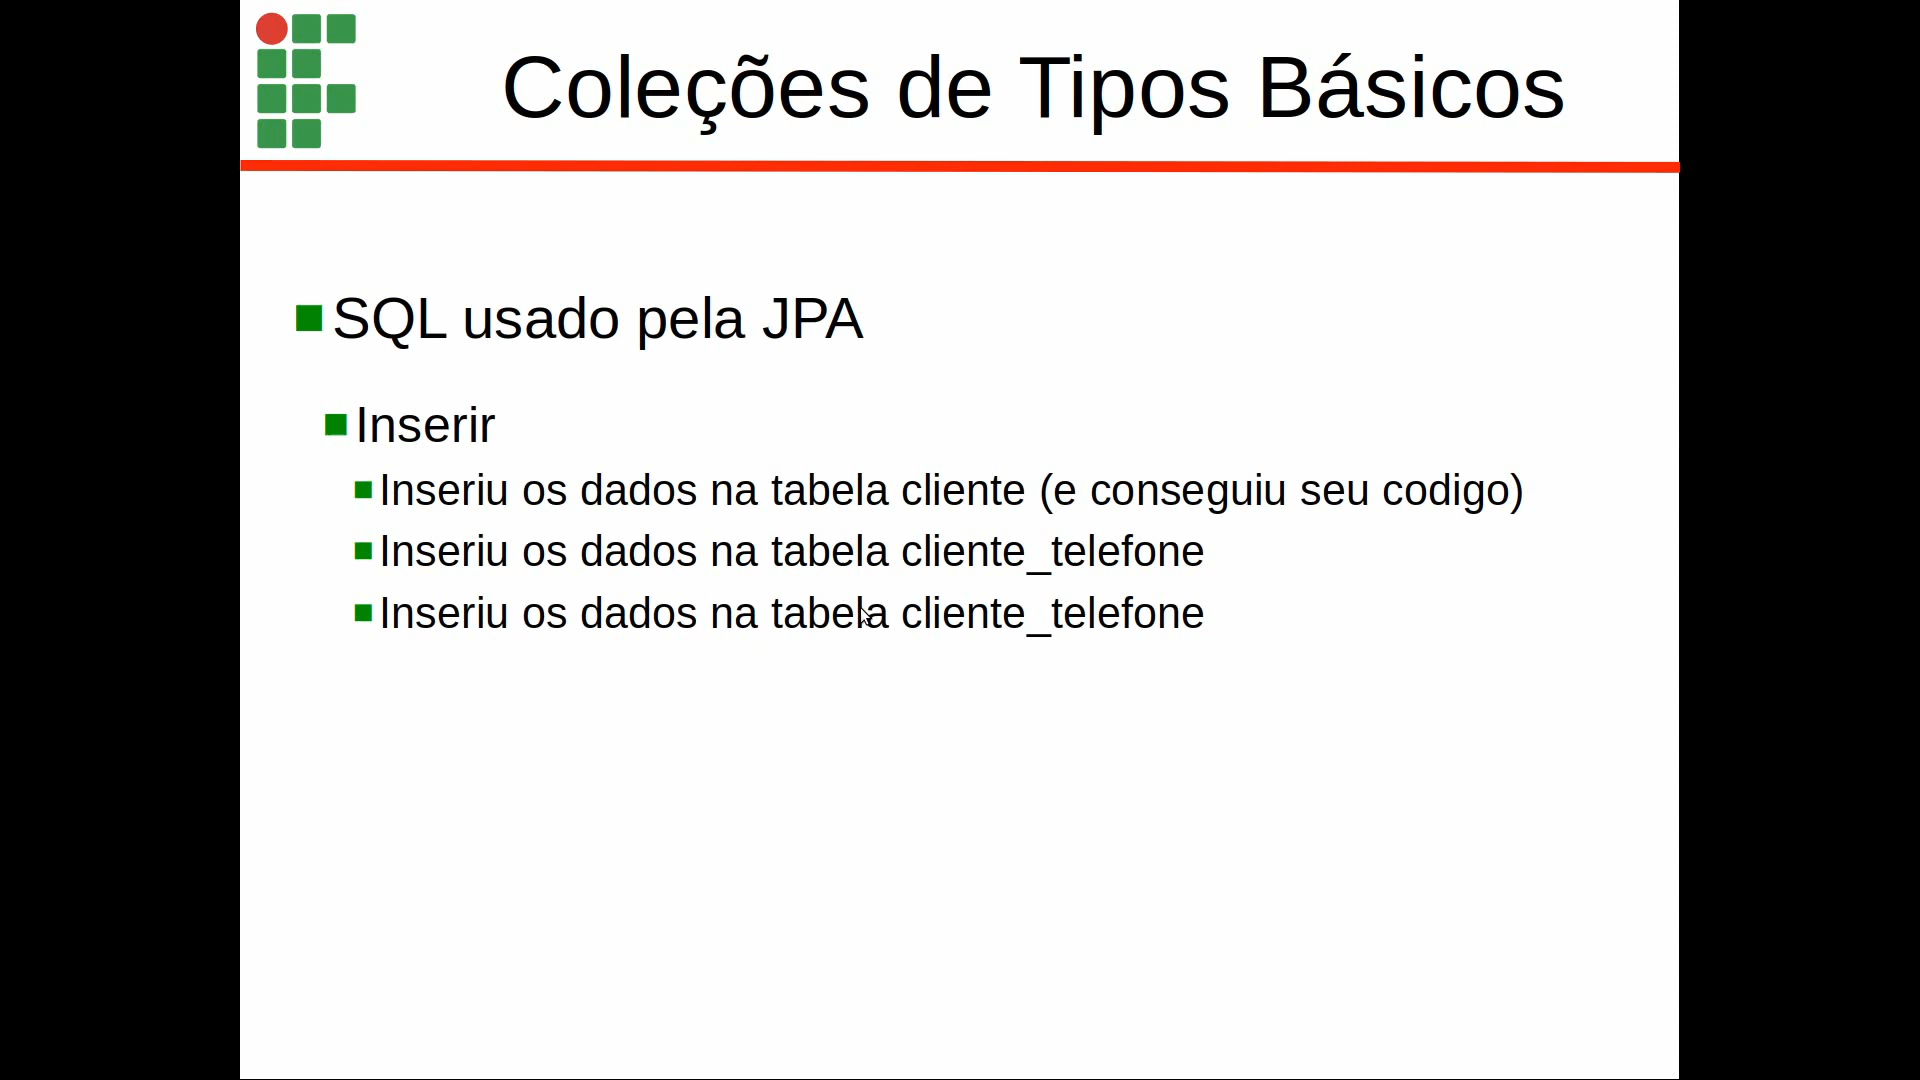 Coleções de Tipos Básicos
SQL usado pela JPA
Inserir
Inseriu os dados na tabela cliente (e conseguiu seu codigo)
Inseriu os dados na tabela cliente_telefone
Inseriu os dados na tabela cliente_telefone